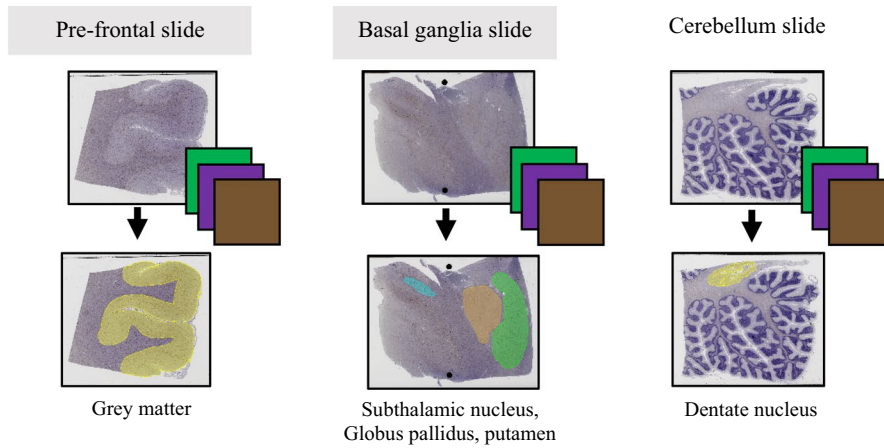 Pre-frontal slide
Basal ganglia slide
Cerebellum slide
Grey matter
Subthalamic nucleus,
Globus pallidus, putamen
Dentate nucleus